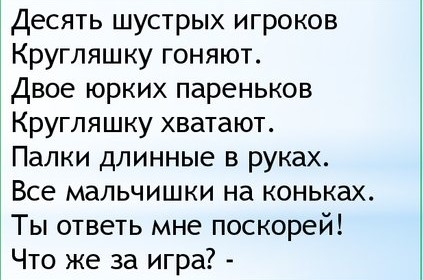 Десять шустрых игроков
Кругляшку гоняют.
Двое юрких пареньков
Кругляшку хватают.
Палки длинные в руках.
Все мальчишки на коньках.
Ты ответь мне поскорей!
Что же за игра? -